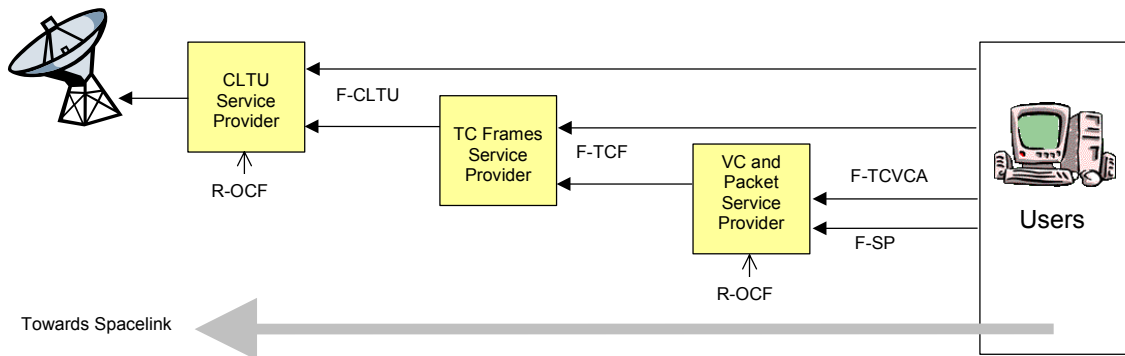 CLTU
Service
Provider
F-CLTU
R-OCF
TC Frames
Service
Provider
F-TCF
VC and
Packet
Service
Provider
F-TCVCA
F-SP
R-OCF
Users
Towards Spacelink